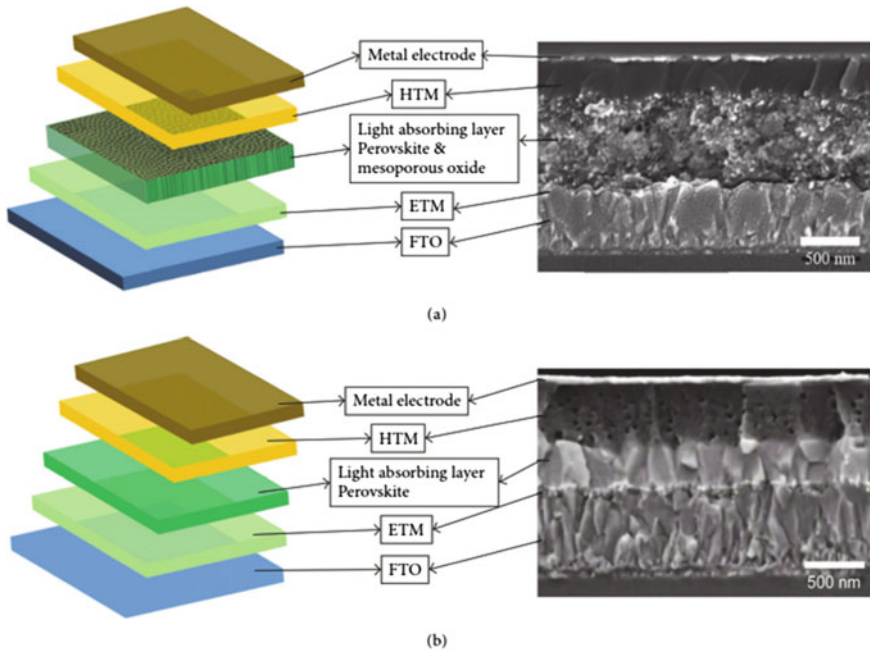 Metal electrode
HTM
Light absorbing layer
Perovskite &
mesoporous oxide
ETM
FTO
500 nm
(a)
Metal electrode
HTM
Light absorbing layer
Perovskite
ETM
FTO
500 nm
(b)